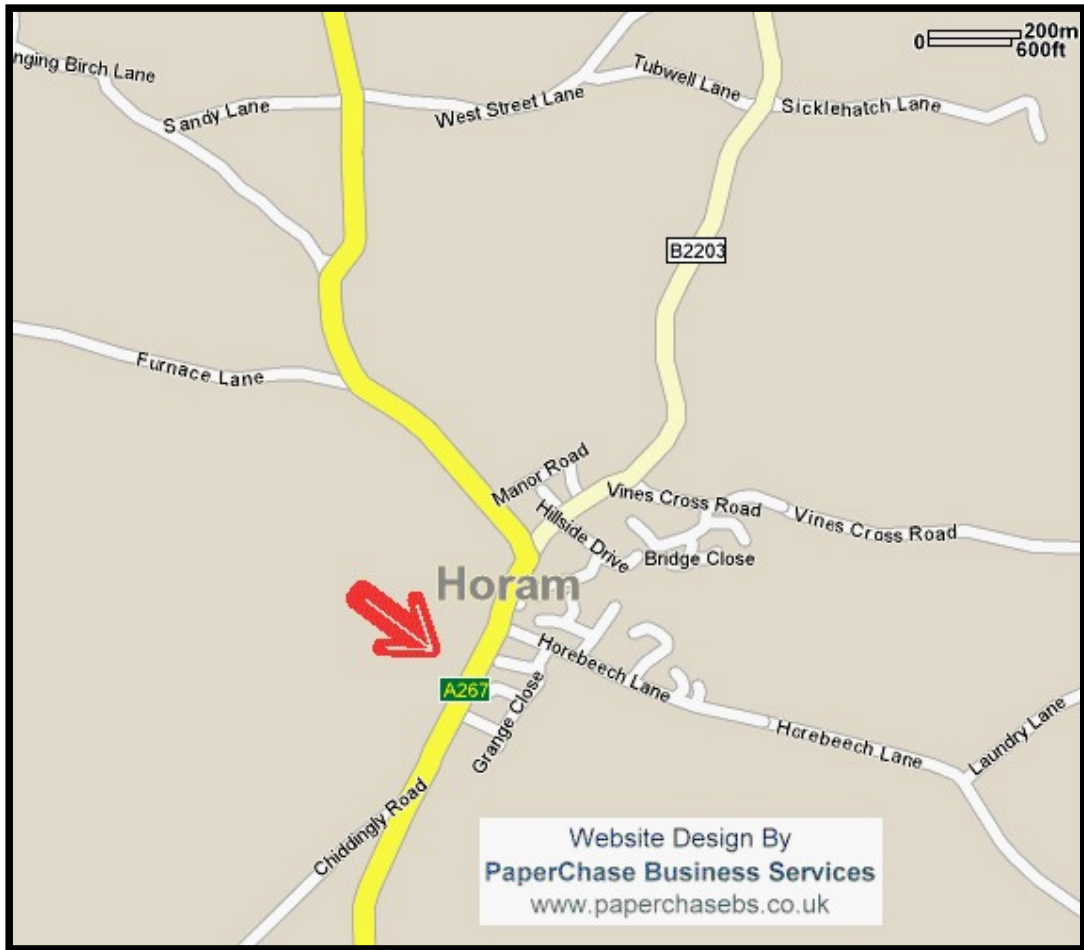 0
200m
600ft
nging Birch Lane
Sandy Lane
West Street Lane
Tubwell Lane
Sicklehatch Lane
B2203
Furnace Lane
Manor Road
Hillside Drive
Vines Cross Road
Vines Cross Road
Bridge Close
Horam
Horebeech Lane
A267
Grange Close
Horebeech Lane
Laundry Lane
Chiddingly Road
Website Design By
PaperChase Business Services
www.paperchasebs.co.uk